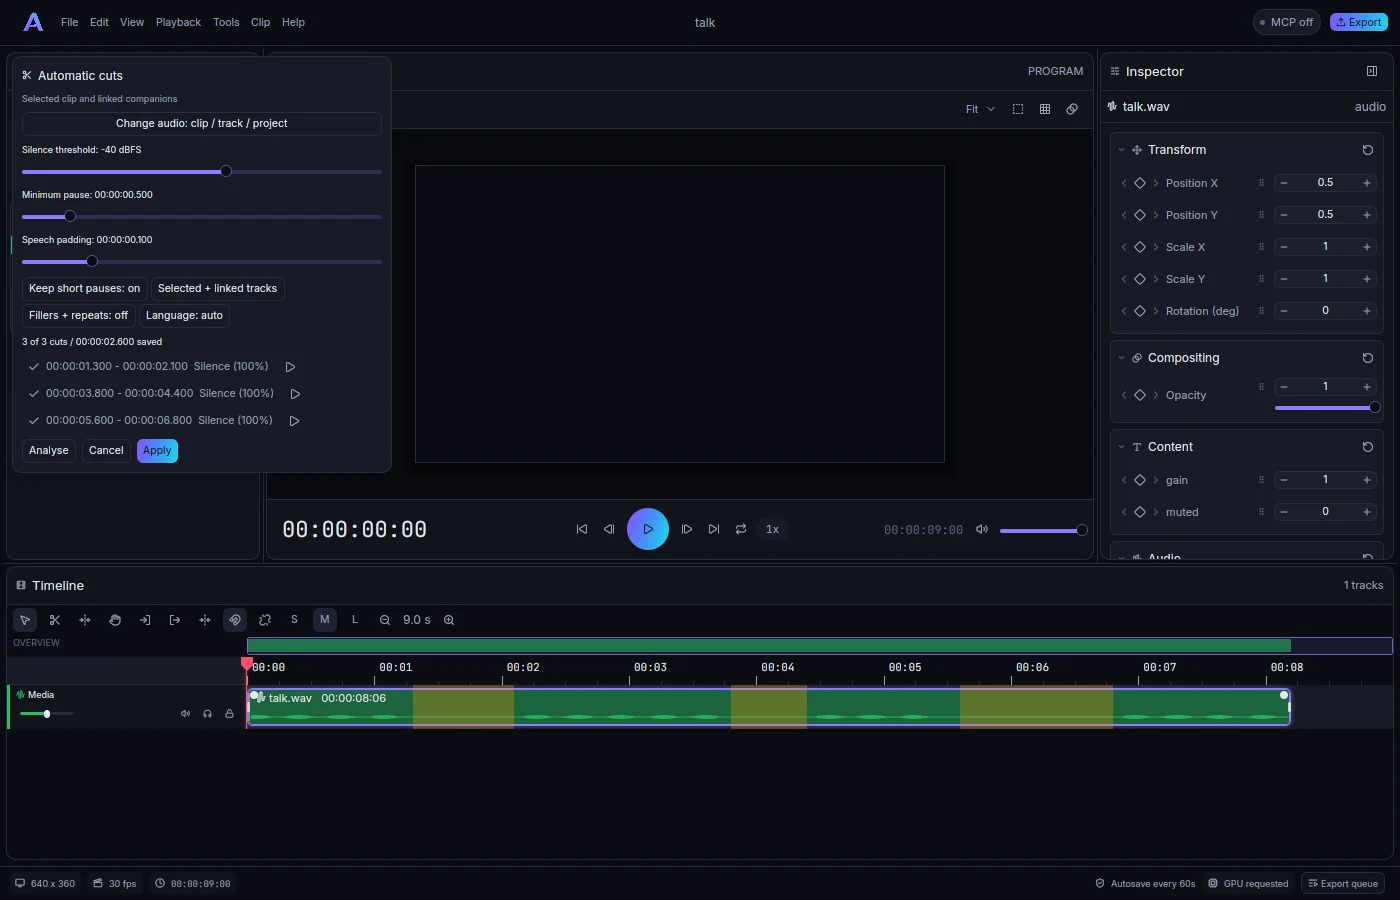 File Edit View Playback Tools Clip Help
talk
MCP off
Export
Automatic cuts
Selected clip and linked companions
Change audio: clip / track / project
Silence threshold: -40 dBFS
Minimum pause: 00:00:00.500
Speech padding: 00:00:00.100
Keep short pauses: on
Selected + linked tracks
Fillers + repeats: off
Language: auto
3 of 3 cuts / 00:00:02.600 saved
00:00:01.300 - 00:00:02.100 Silence (100%)
00:00:03.800 - 00:00:04.400 Silence (100%)
00:00:05.600 - 00:00:06.800 Silence (100%)
Analyse
Cancel
Apply
PROGRAM
Fit
00:00:00:00
1x
00:00:09:00
Inspector
talk.wav
audio
Transform
Position X 0.5
Position Y 0.5
Scale X 1
Scale Y 1
Rotation (deg) 0
Compositing
Opacity 1
Content
gain 1
muted 0
Audio
Timeline
1 tracks
S M L 9.0 s
OVERVIEW
00:00 00:01 00:02 00:03 00:04 00:05 00:06 00:07 00:08
Media
talk.wav 00:00:08:06
640 x 360
30 fps
00:00:09:00
Autosave every 60s
GPU requested
Export queue